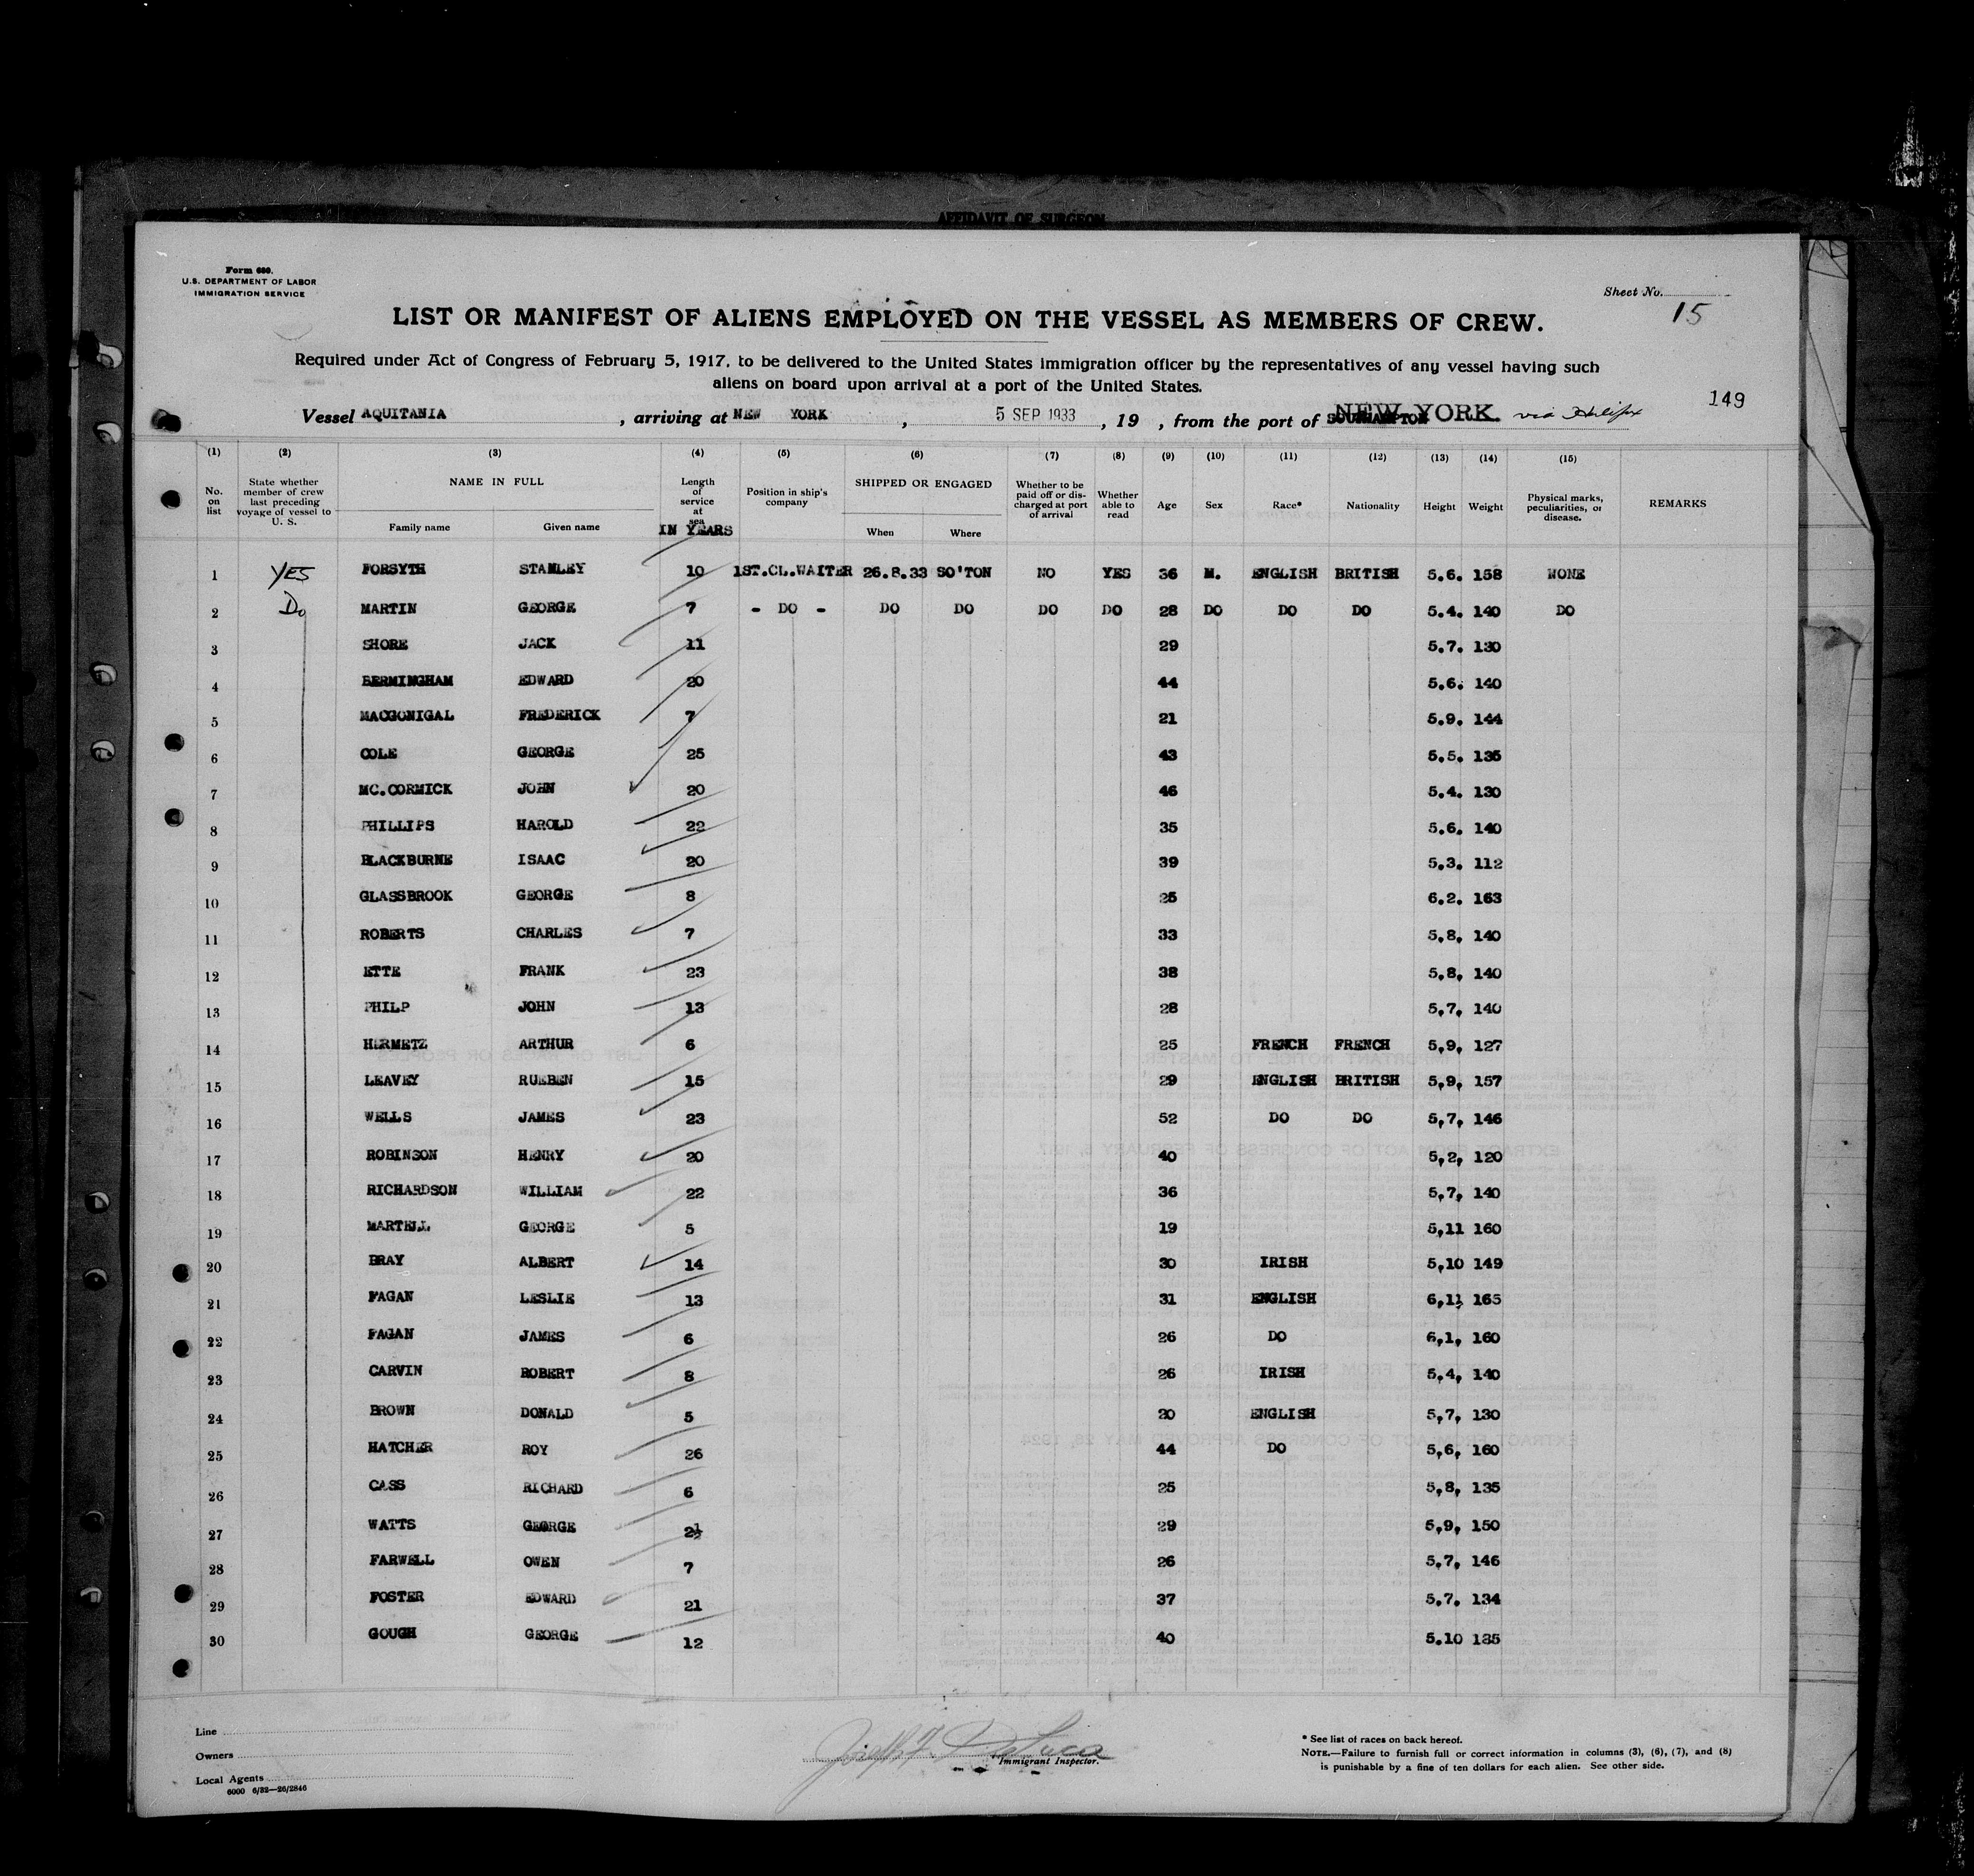 AFFIDAVIT OF SURGEON
Form 680.
U.S. DEPARTMENT OF LABOR
IMMIGRATION SERVICE
Sheet No. 15
LIST OR MANIFEST OF ALIENS EMPLOYED ON THE VESSEL AS MEMBERS OF CREW.
Required under Act of Congress of February 5, 1917, to be delivered to the United States immigration officer by the representatives of any vessel having such
aliens on board upon arrival at a port of the United States.
149
Vessel AQUITANIA, arriving at NEW YORK, 5 SEP 1933, 19 , from the port of SOUTHAMPTON NEW YORK. via Halifax
(1) (2) (3) (4) (5) (6) (7) (8) (9) (10) (11) (12) (13) (14) (15)
No. on list State whether member of crew last preceding voyage of vessel to U. S. NAME IN FULL Family name Given name Length of service at sea IN YEARS Position in ship's company SHIPPED OR ENGAGED When Where Whether to be paid off or discharged at port of arrival Whether able to read Age Sex Race* Nationality Height Weight Physical marks, peculiarities, or disease. REMARKS
1 YES FORSYTH STANLEY 10 1ST.CL.WAITER 26.8.33 SO'TON NO YES 36 M. ENGLISH BRITISH 5.6. 158 NONE
2 Do MARTIN GEORGE 7 - DO - DO DO DO DO 28 DO DO DO 5.4. 140 DO
3 SHORE JACK 11 29 5.7. 130
4 BERMINGHAM EDWARD 20 44 5.6. 140
5 MACGONIGAL FREDERICK 7 21 5.9. 144
6 COLE GEORGE 25 43 5.5. 135
7 MC.CORMICK JOHN 20 46 5.4. 130
8 PHILLIPS HAROLD 22 35 5.6. 140
9 BLACKBURNE ISAAC 20 39 5.3. 112
10 GLASSBROOK GEORGE 8 25 6.2. 163
11 ROBERTS CHARLES 7 33 5,8, 140
12 ETTE FRANK 23 38 5,8, 140
13 PHILP JOHN 13 28 5,7, 140
14 HERMETZ ARTHUR 6 25 FRENCH FRENCH 5,9, 127
15 LEAVEY RUEBEN 15 29 ENGLISH BRITISH 5,9, 157
16 WELLS JAMES 23 52 DO DO 5,7, 146
17 ROBINSON HENRY 20 40 5,2, 120
18 RICHARDSON WILLIAM 22 36 5,7, 140
19 MARTELL GEORGE 5 19 5,11 160
20 BRAY ALBERT 14 30 IRISH 5,10 149
21 FAGAN LESLIE 13 31 ENGLISH 6,1, 165
22 FAGAN JAMES 6 26 DO 6,1, 160
23 CARVIN ROBERT 8 26 IRISH 5,4, 140
24 BROWN DONALD 5 20 ENGLISH 5,7, 130
25 HATCHER ROY 26 44 DO 5,6, 160
26 CASS RICHARD 6 25 5,8, 135
27 WATTS GEORGE 2½ 29 5,9, 150
28 FARWELL OWEN 7 26 5,7, 146
29 FOSTER EDWARD 21 37 5.7. 134
30 GOUGH GEORGE 12 40 5.10 135
Line
Owners
Local Agents
6000 6/32—26/2846
Joseph F. DeLuca
Immigrant Inspector.
* See list of races on back hereof.
NOTE.—Failure to furnish full or correct information in columns (3), (6), (7), and (8)
is punishable by a fine of ten dollars for each alien. See other side.